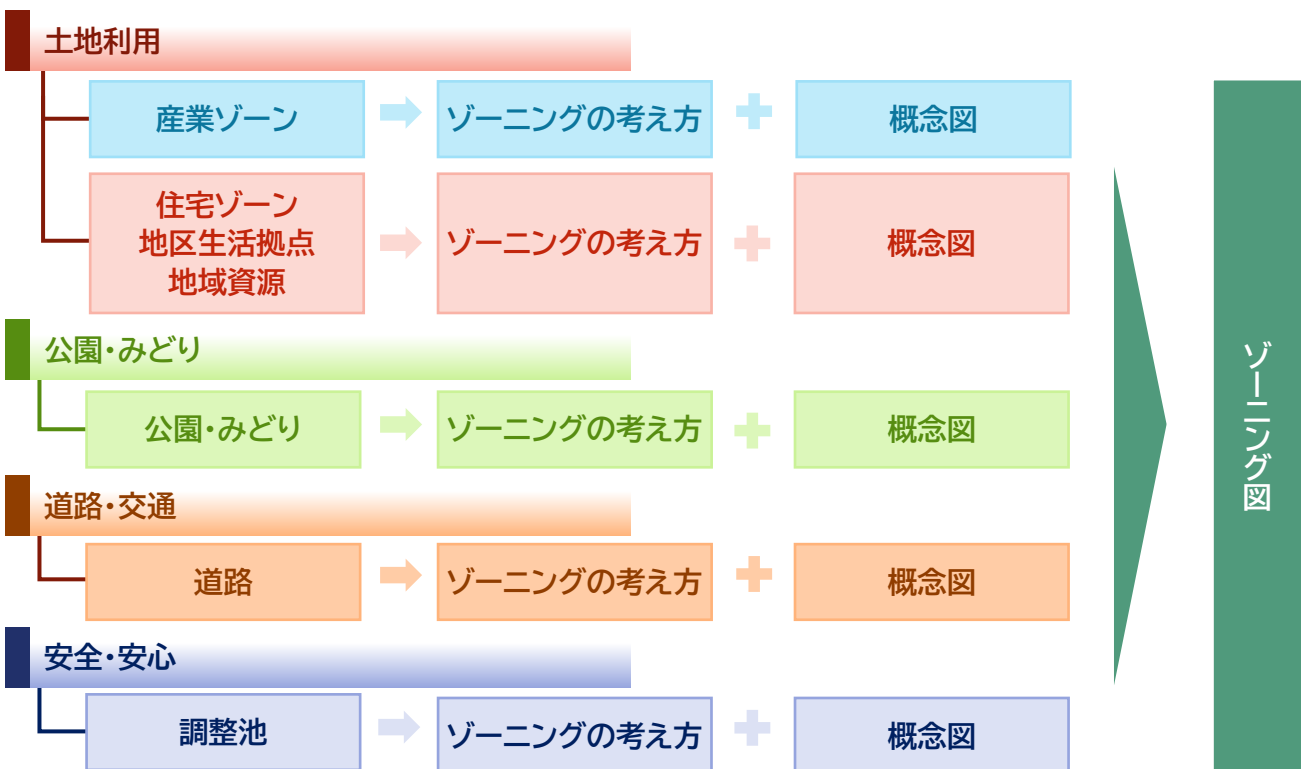 土地利用
産業ゾーン
ゾーニングの考え方
概念図
住宅ゾーン
地区生活拠点
地域資源
ゾーニングの考え方
概念図
公園・みどり
公園・みどり
ゾーニングの考え方
概念図
道路・交通
道路
ゾーニングの考え方
概念図
安全・安心
調整池
ゾーニングの考え方
概念図
ゾーニング図